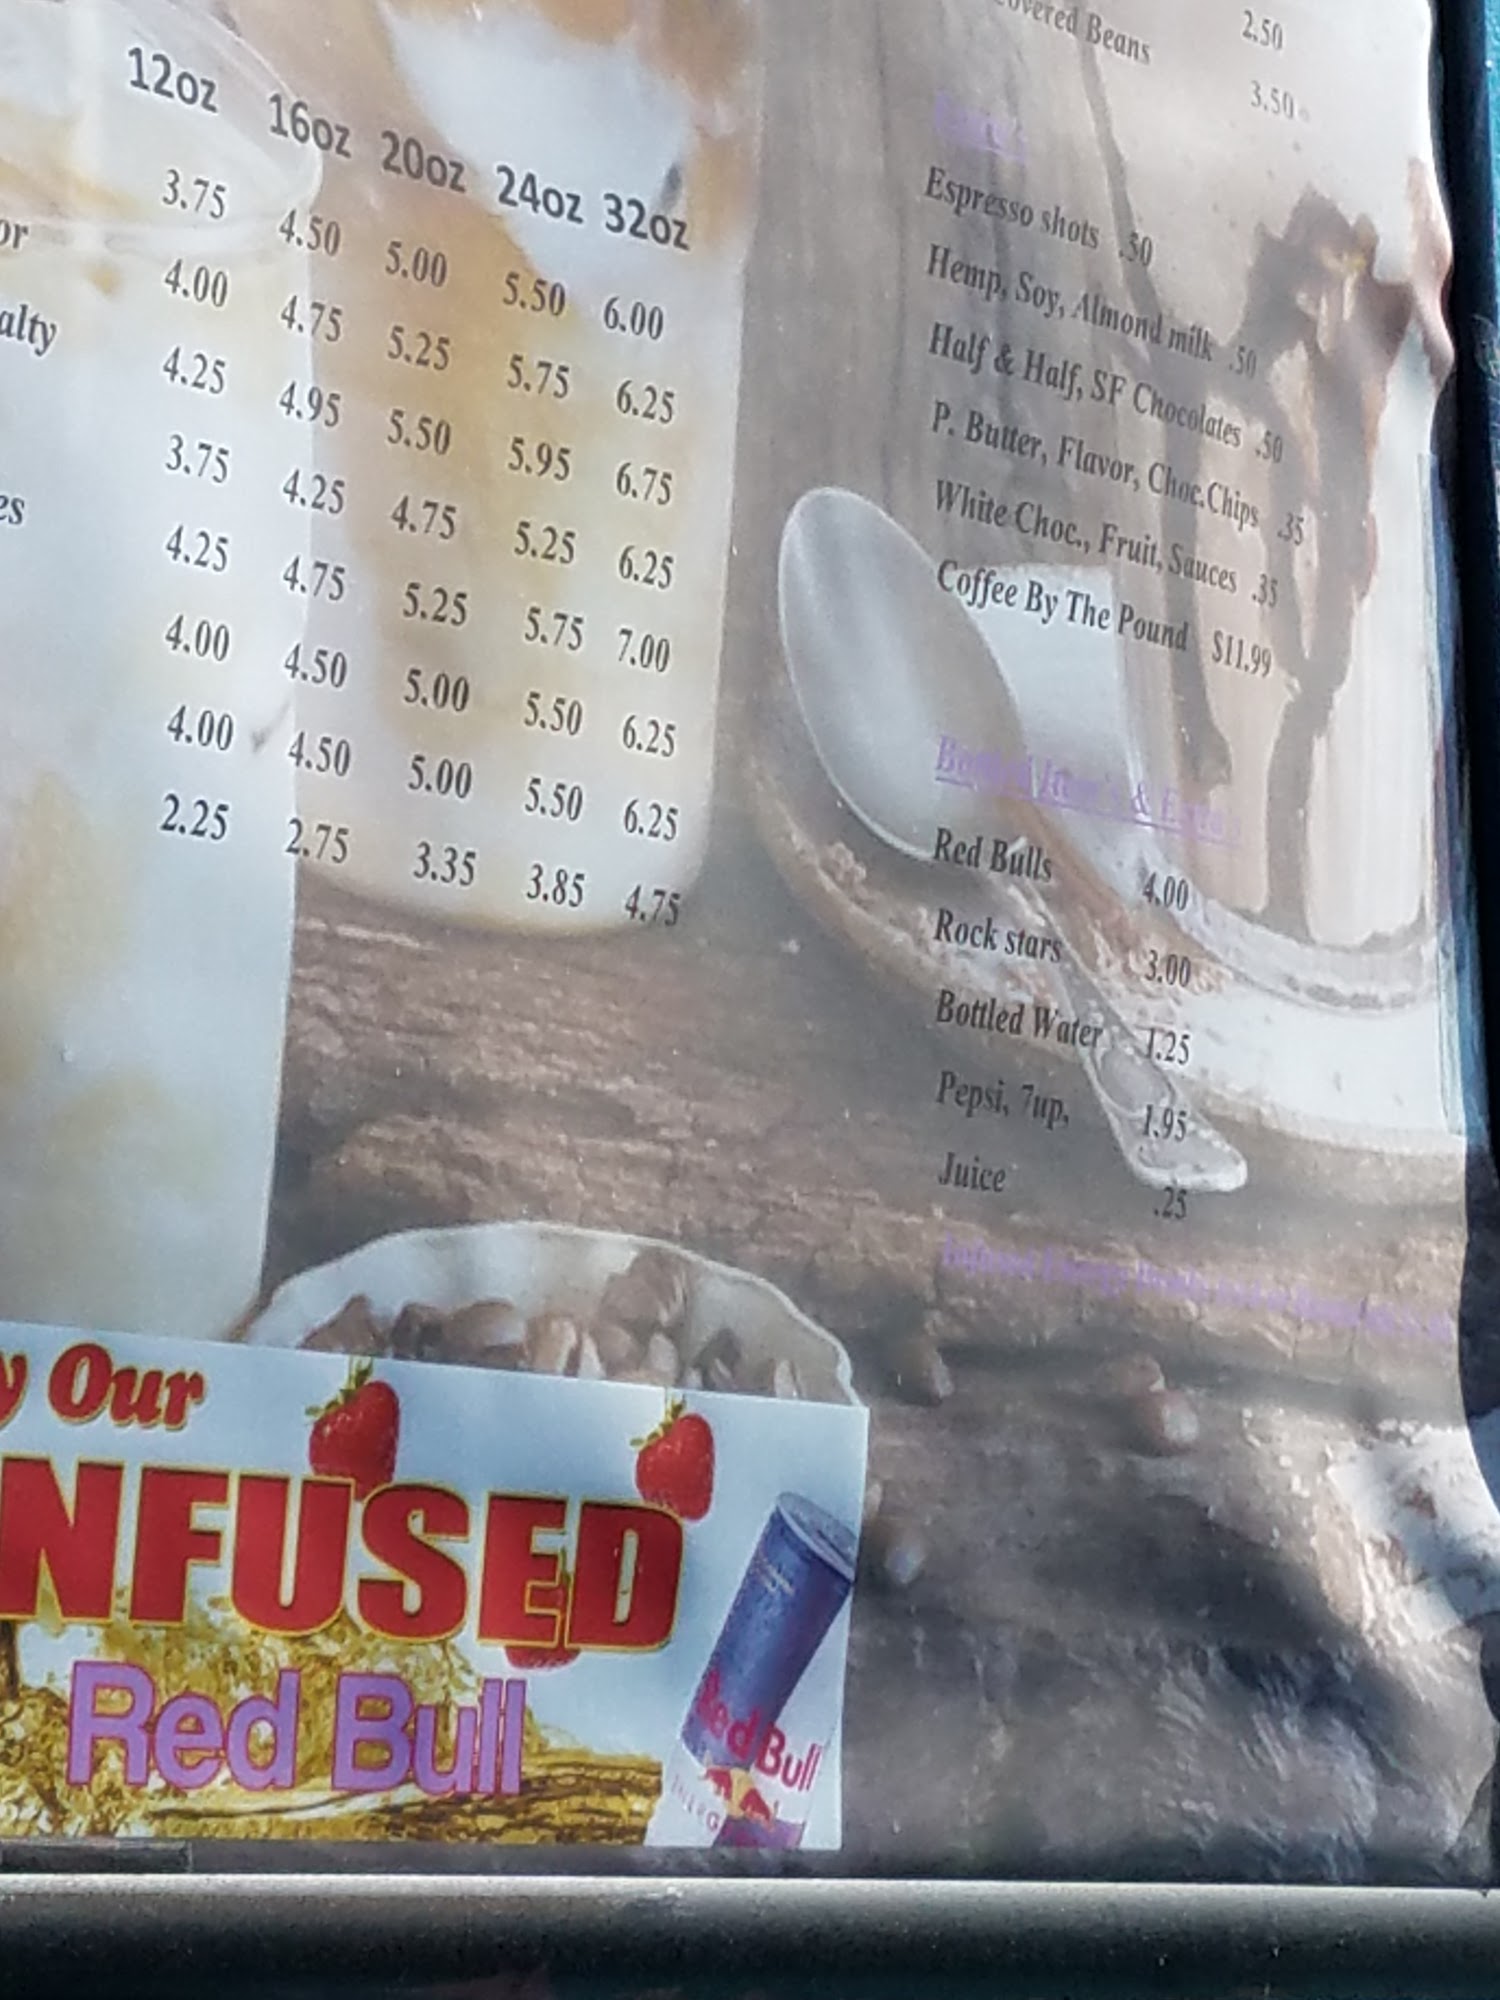 12oz 16oz 20oz 24oz 32oz
3.75 4.50 5.00 5.50 6.00
or 4.00 4.75 5.25 5.75 6.25
alty 4.25 4.95 5.50 5.95 6.75
3.75 4.25 4.75 5.25 6.25
es 4.25 4.75 5.25 5.75 7.00
4.00 4.50 5.00 5.50 6.25
4.00 4.50 5.00 5.50 6.25
2.25 2.75 3.35 3.85 4.75
2.50
overed Beans 3.50
Espresso shots .50
Hemp, Soy, Almond milk .50
Half & Half, SF Chocolates .50
P. Butter, Flavor, Choc.Chips .35
White Choc., Fruit, Sauces .35
Coffee By The Pound $11.99
&
Red Bulls 4.00
Rock stars 3.00
Bottled Water 1.25
Pepsi, 7up, 1.95
Juice .25
y Our
NFUSED
Red Bull
Red Bull